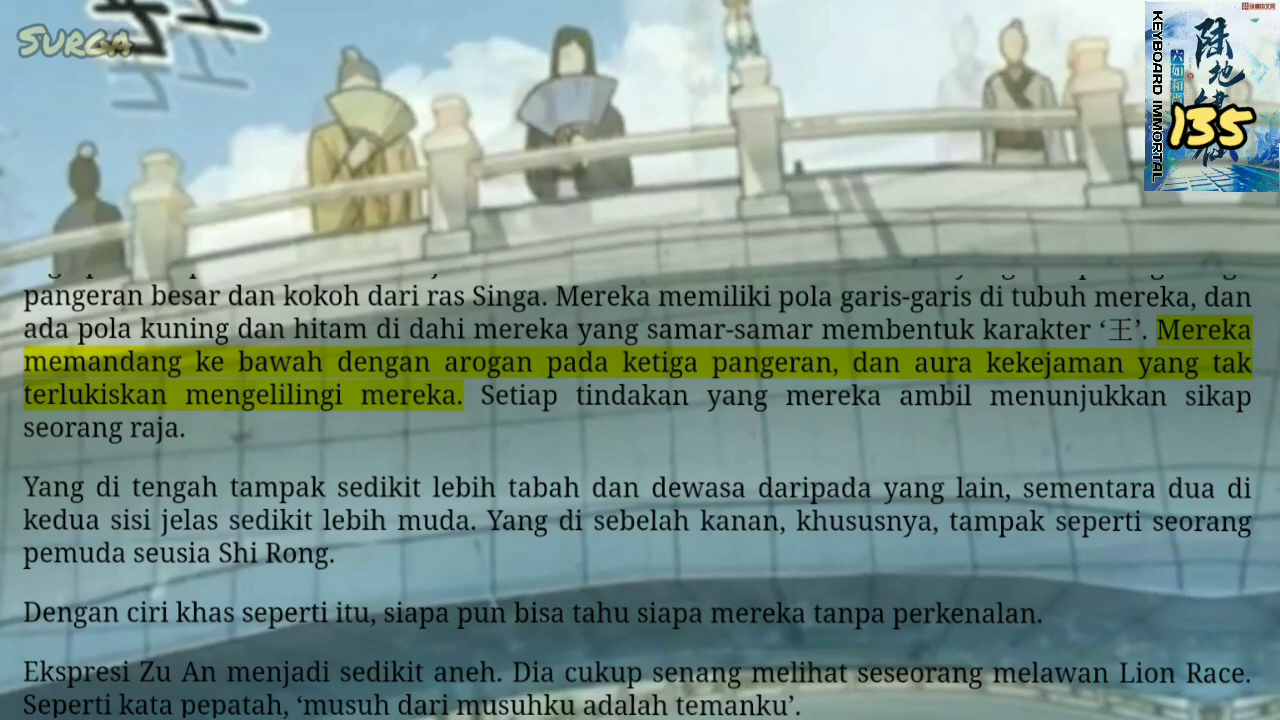 SURGA
KEYBOARD IMMORTAL
陆地键仙
135
pangeran besar dan kokoh dari ras Singa. Mereka memiliki pola garis-garis di tubuh mereka, dan
ada pola kuning dan hitam di dahi mereka yang samar-samar membentuk karakter ‘王’. Mereka
memandang ke bawah dengan arogan pada ketiga pangeran, dan aura kekejaman yang tak
terlukiskan mengelilingi mereka. Setiap tindakan yang mereka ambil menunjukkan sikap
seorang raja.
Yang di tengah tampak sedikit lebih tabah dan dewasa daripada yang lain, sementara dua di
kedua sisi jelas sedikit lebih muda. Yang di sebelah kanan, khususnya, tampak seperti seorang
pemuda seusia Shi Rong.
Dengan ciri khas seperti itu, siapa pun bisa tahu siapa mereka tanpa perkenalan.
Ekspresi Zu An menjadi sedikit aneh. Dia cukup senang melihat seseorang melawan Lion Race.
Seperti kata pepatah, ‘musuh dari musuhku adalah temanku’.